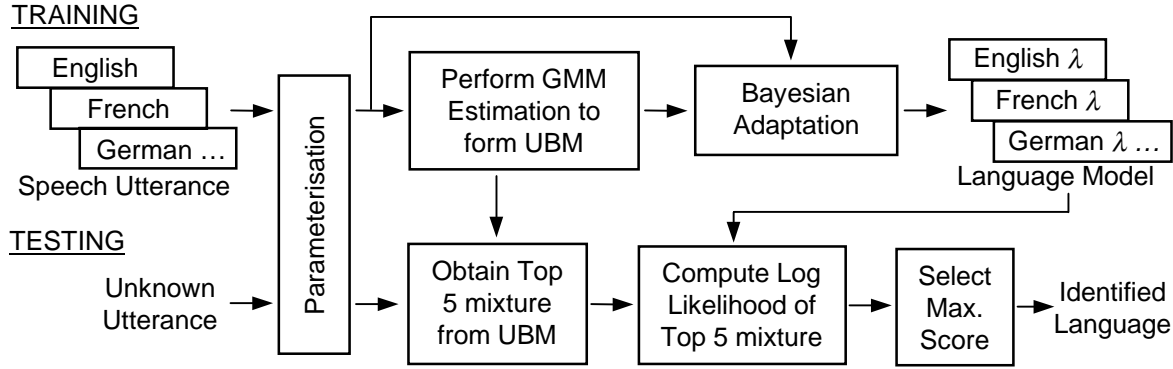 TRAINING
English
French
German …
Speech Utterance
Parameterisation
Perform GMM
Estimation to
form UBM
Bayesian
Adaptation
English λ
French λ
German λ ...
Language Model
TESTING
Unknown
Utterance
Obtain Top
5 mixture
from UBM
Compute Log
Likelihood of
Top 5 mixture
Select
Max.
Score
Identified
Language